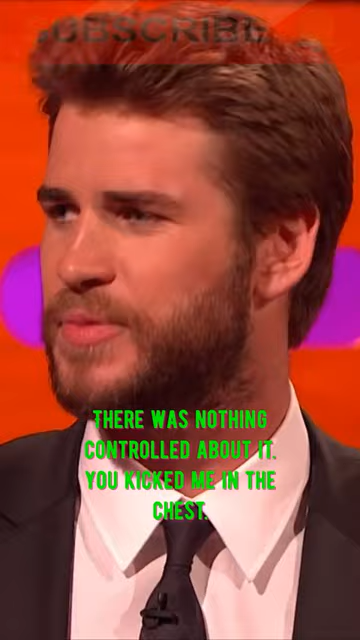 SUBSCRIBE
THERE WAS NOTHING
CONTROLLED ABOUT IT.
YOU KICKED ME IN THE
CHEST.